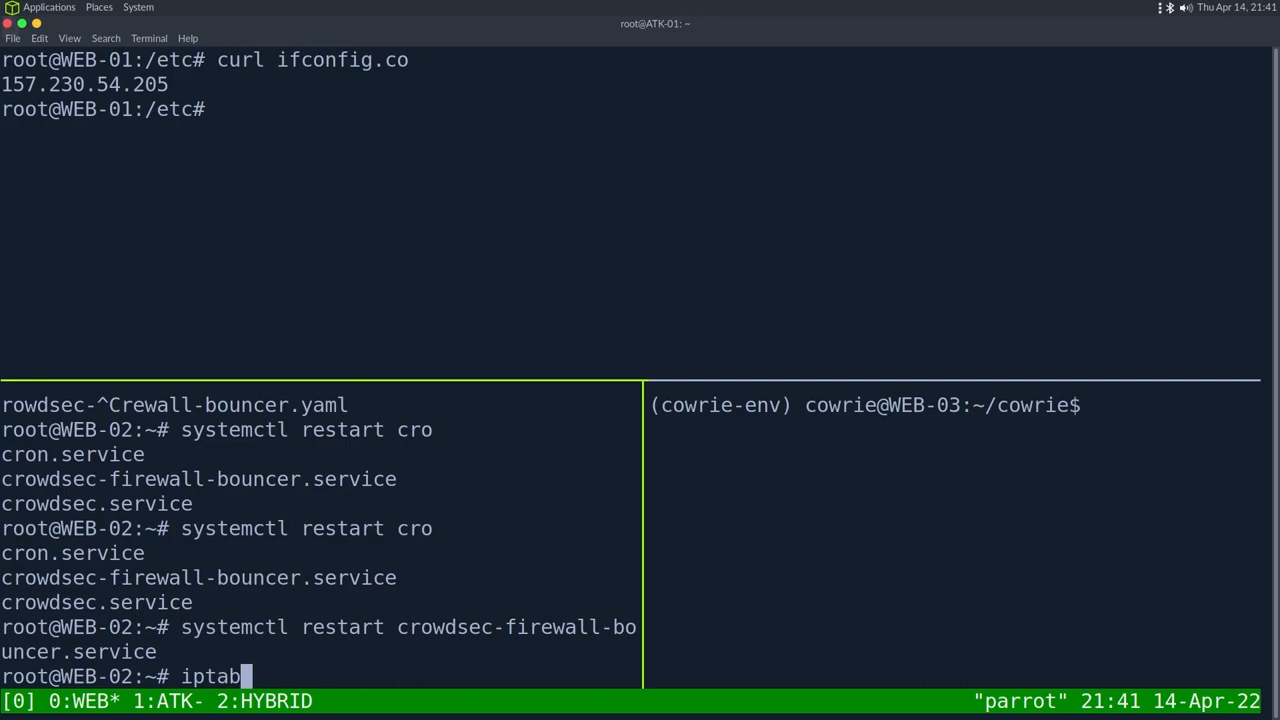 Applications Places System
Thu Apr 14, 21:41
root@ATK-01: ~
File Edit View Search Terminal Help
root@WEB-01:/etc# curl ifconfig.co
157.230.54.205
root@WEB-01:/etc#
rowdsec-^Crewall-bouncer.yaml
root@WEB-02:~# systemctl restart cro
cron.service
crowdsec-firewall-bouncer.service
crowdsec.service
root@WEB-02:~# systemctl restart cro
cron.service
crowdsec-firewall-bouncer.service
crowdsec.service
root@WEB-02:~# systemctl restart crowdsec-firewall-bo
uncer.service
root@WEB-02:~# iptab
(cowrie-env) cowrie@WEB-03:~/cowrie$
[0] 0:WEB* 1:ATK- 2:HYBRID
"parrot" 21:41 14-Apr-22